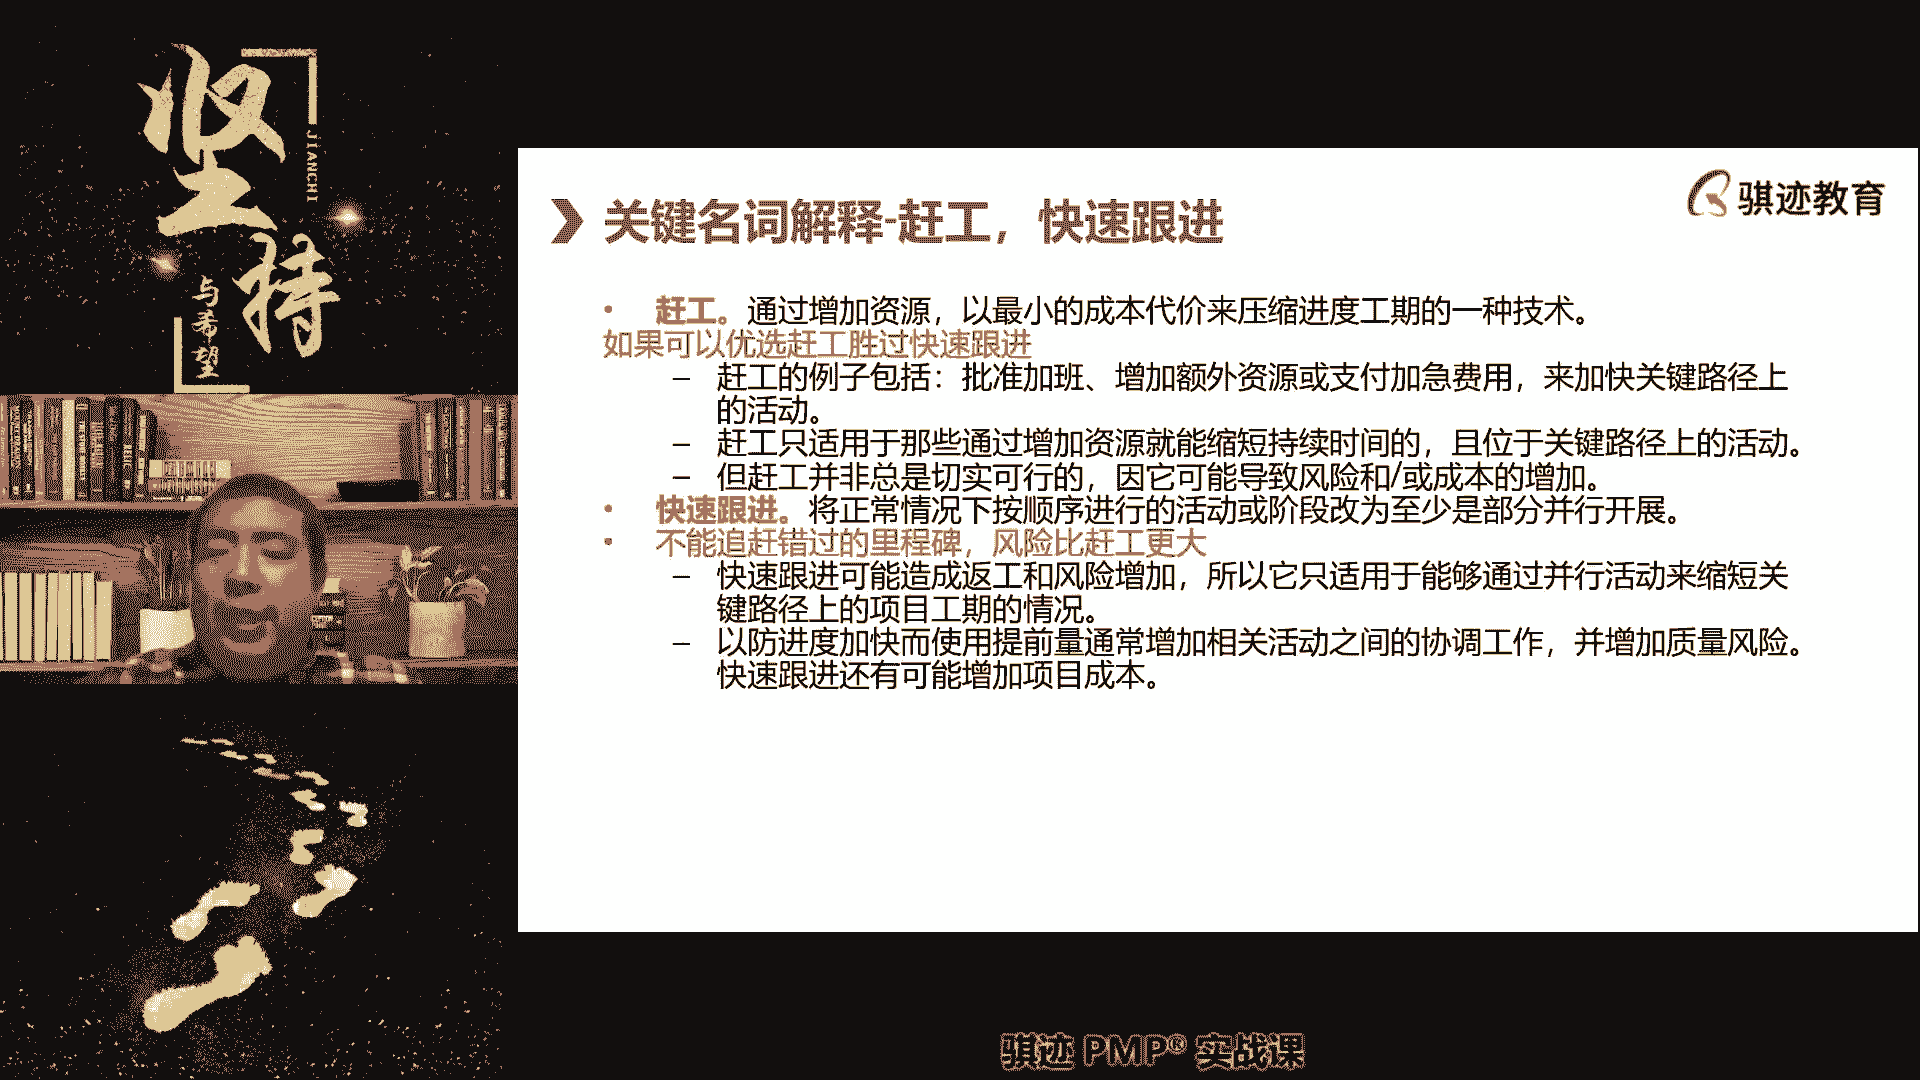 坚持
JIANCHI
与希望
骐迹教育
关键名词解释-赶工，快速跟进
• 赶工。通过增加资源，以最小的成本代价来压缩进度工期的一种技术。
如果可以优选赶工胜过快速跟进
– 赶工的例子包括：批准加班、增加额外资源或支付加急费用，来加快关键路径上
的活动。
– 赶工只适用于那些通过增加资源就能缩短持续时间的，且位于关键路径上的活动。
– 但赶工并非总是切实可行的，因它可能导致风险和/或成本的增加。
• 快速跟进。将正常情况下按顺序进行的活动或阶段改为至少是部分并行开展。
• 不能追赶错过的里程碑，风险比赶工更大
– 快速跟进可能造成返工和风险增加，所以它只适用于能够通过并行活动来缩短关
键路径上的项目工期的情况。
– 以防进度加快而使用提前量通常增加相关活动之间的协调工作，并增加质量风险。
快速跟进还有可能增加项目成本。
骐迹 PMP® 实战课